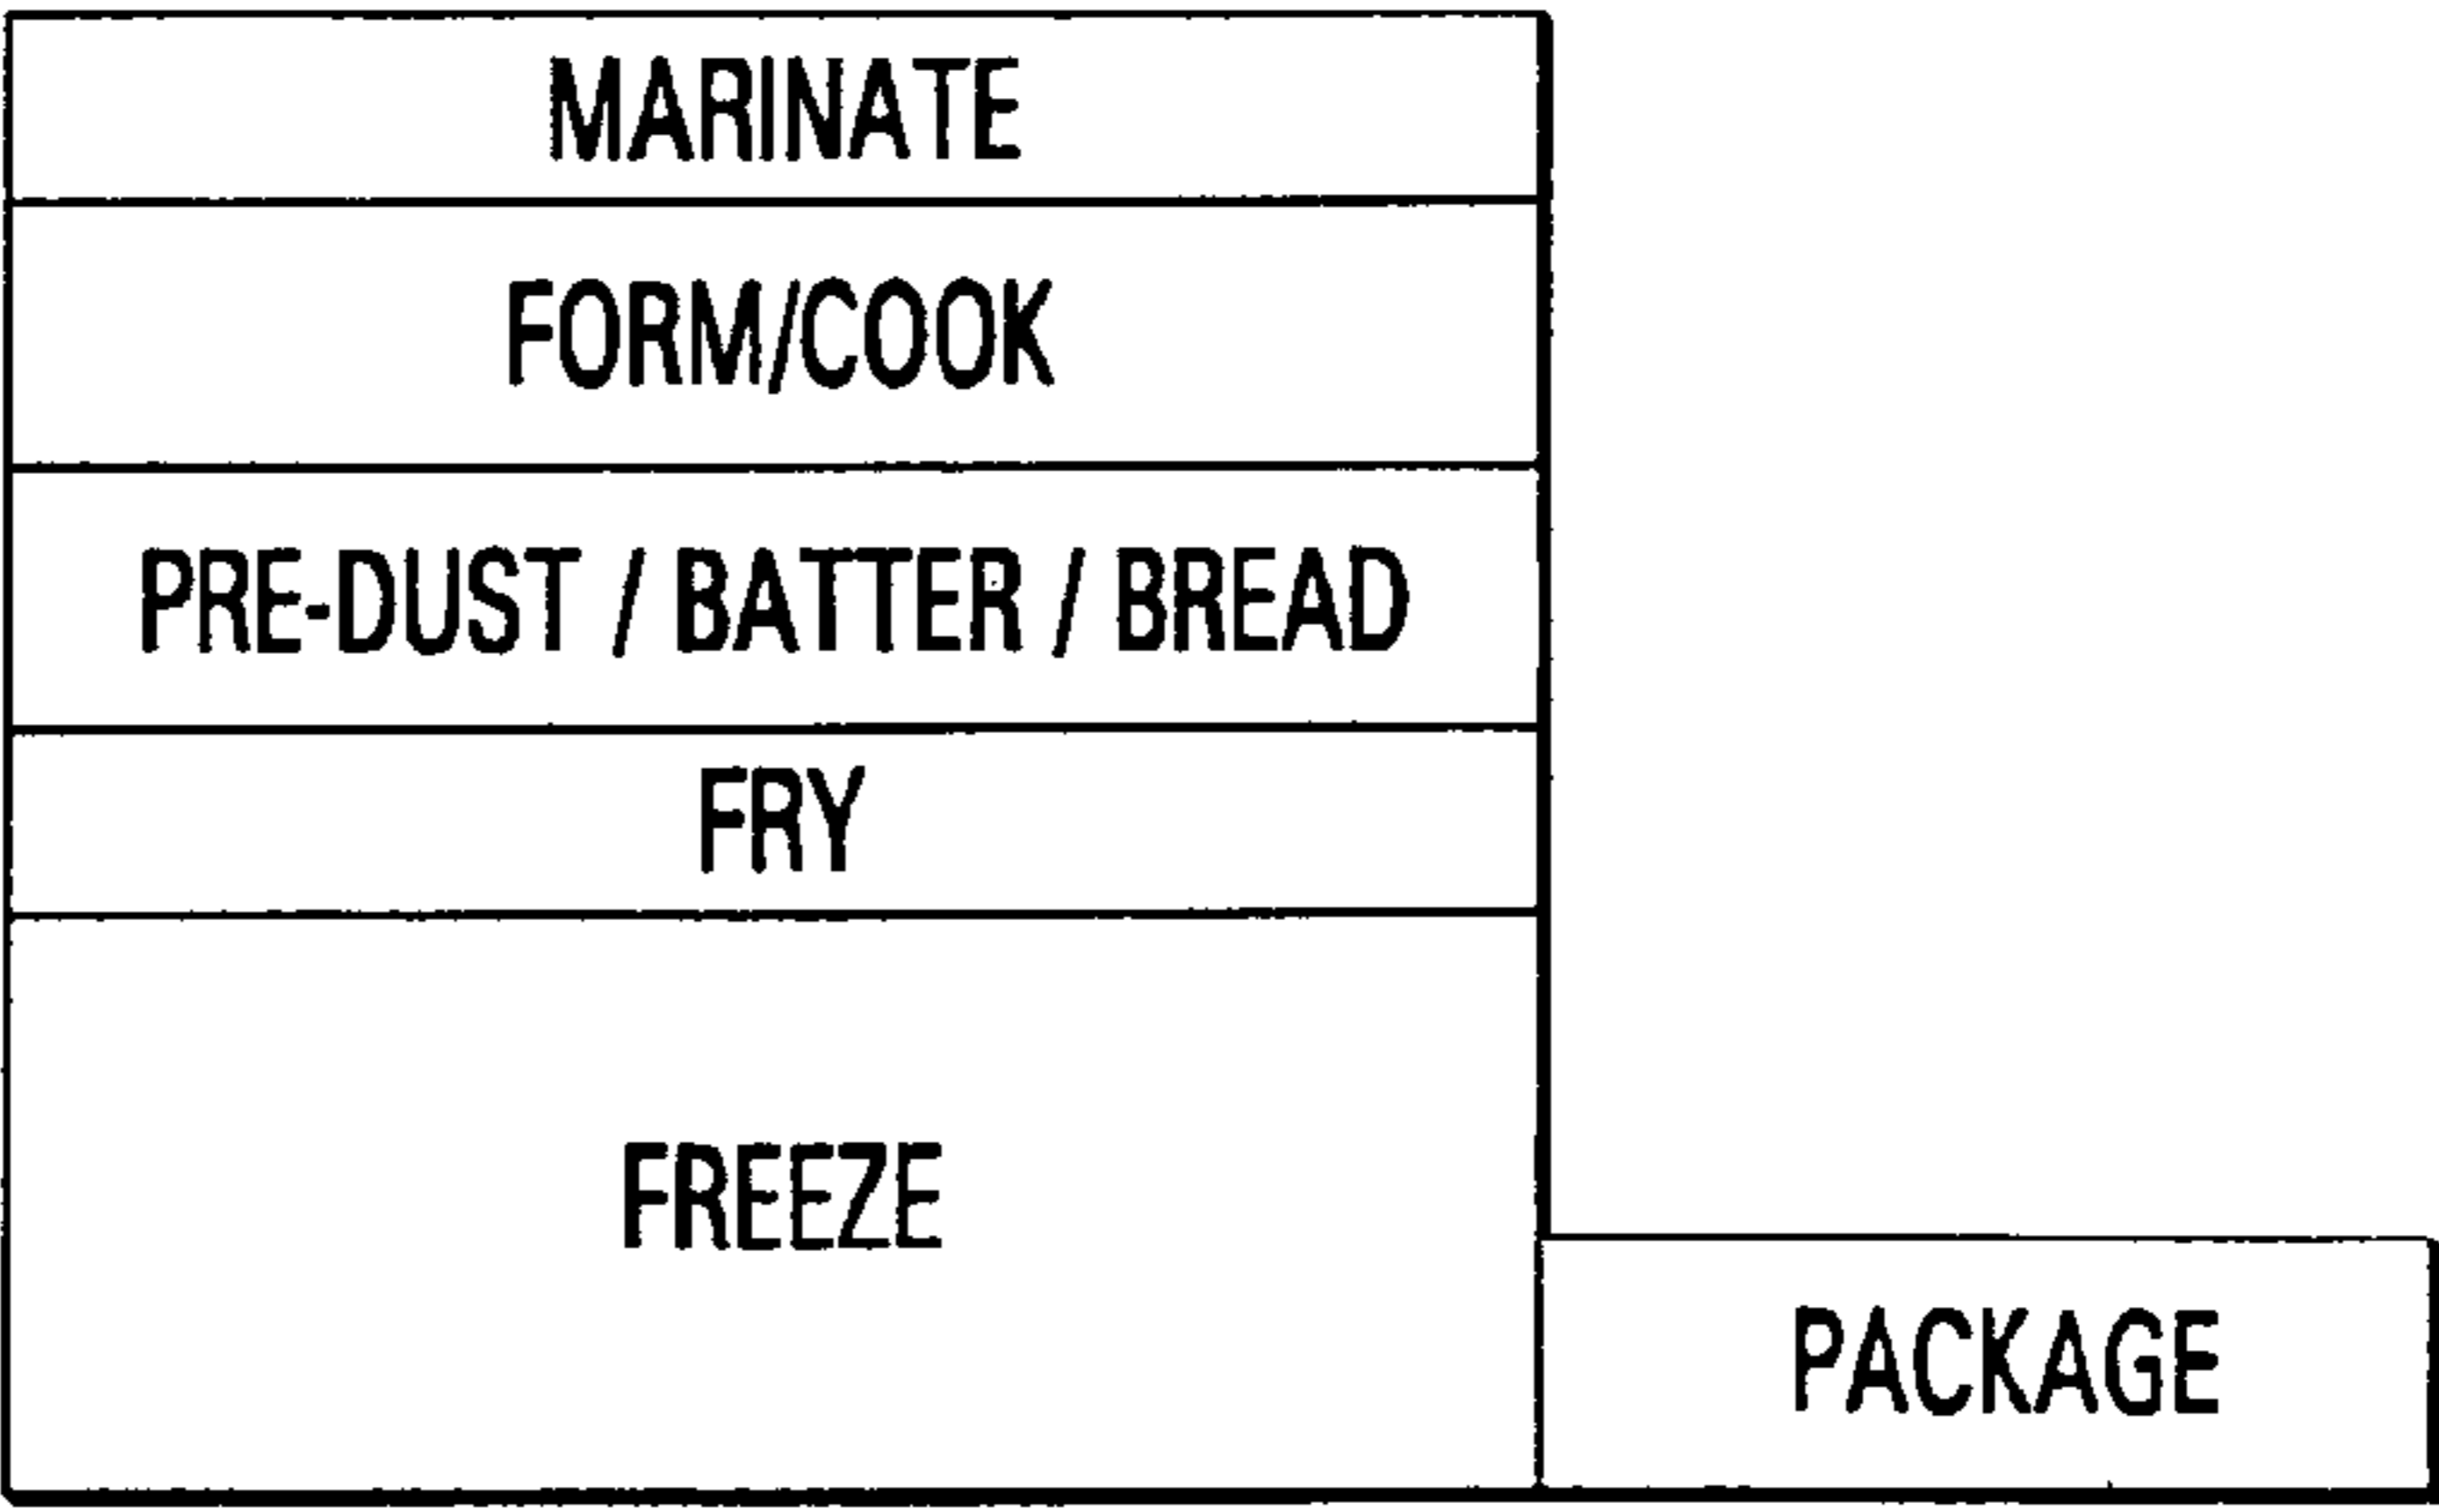 MARINATE
FORM/COOK
PRE-DUST / BATTER / BREAD
FRY
FREEZE
PACKAGE